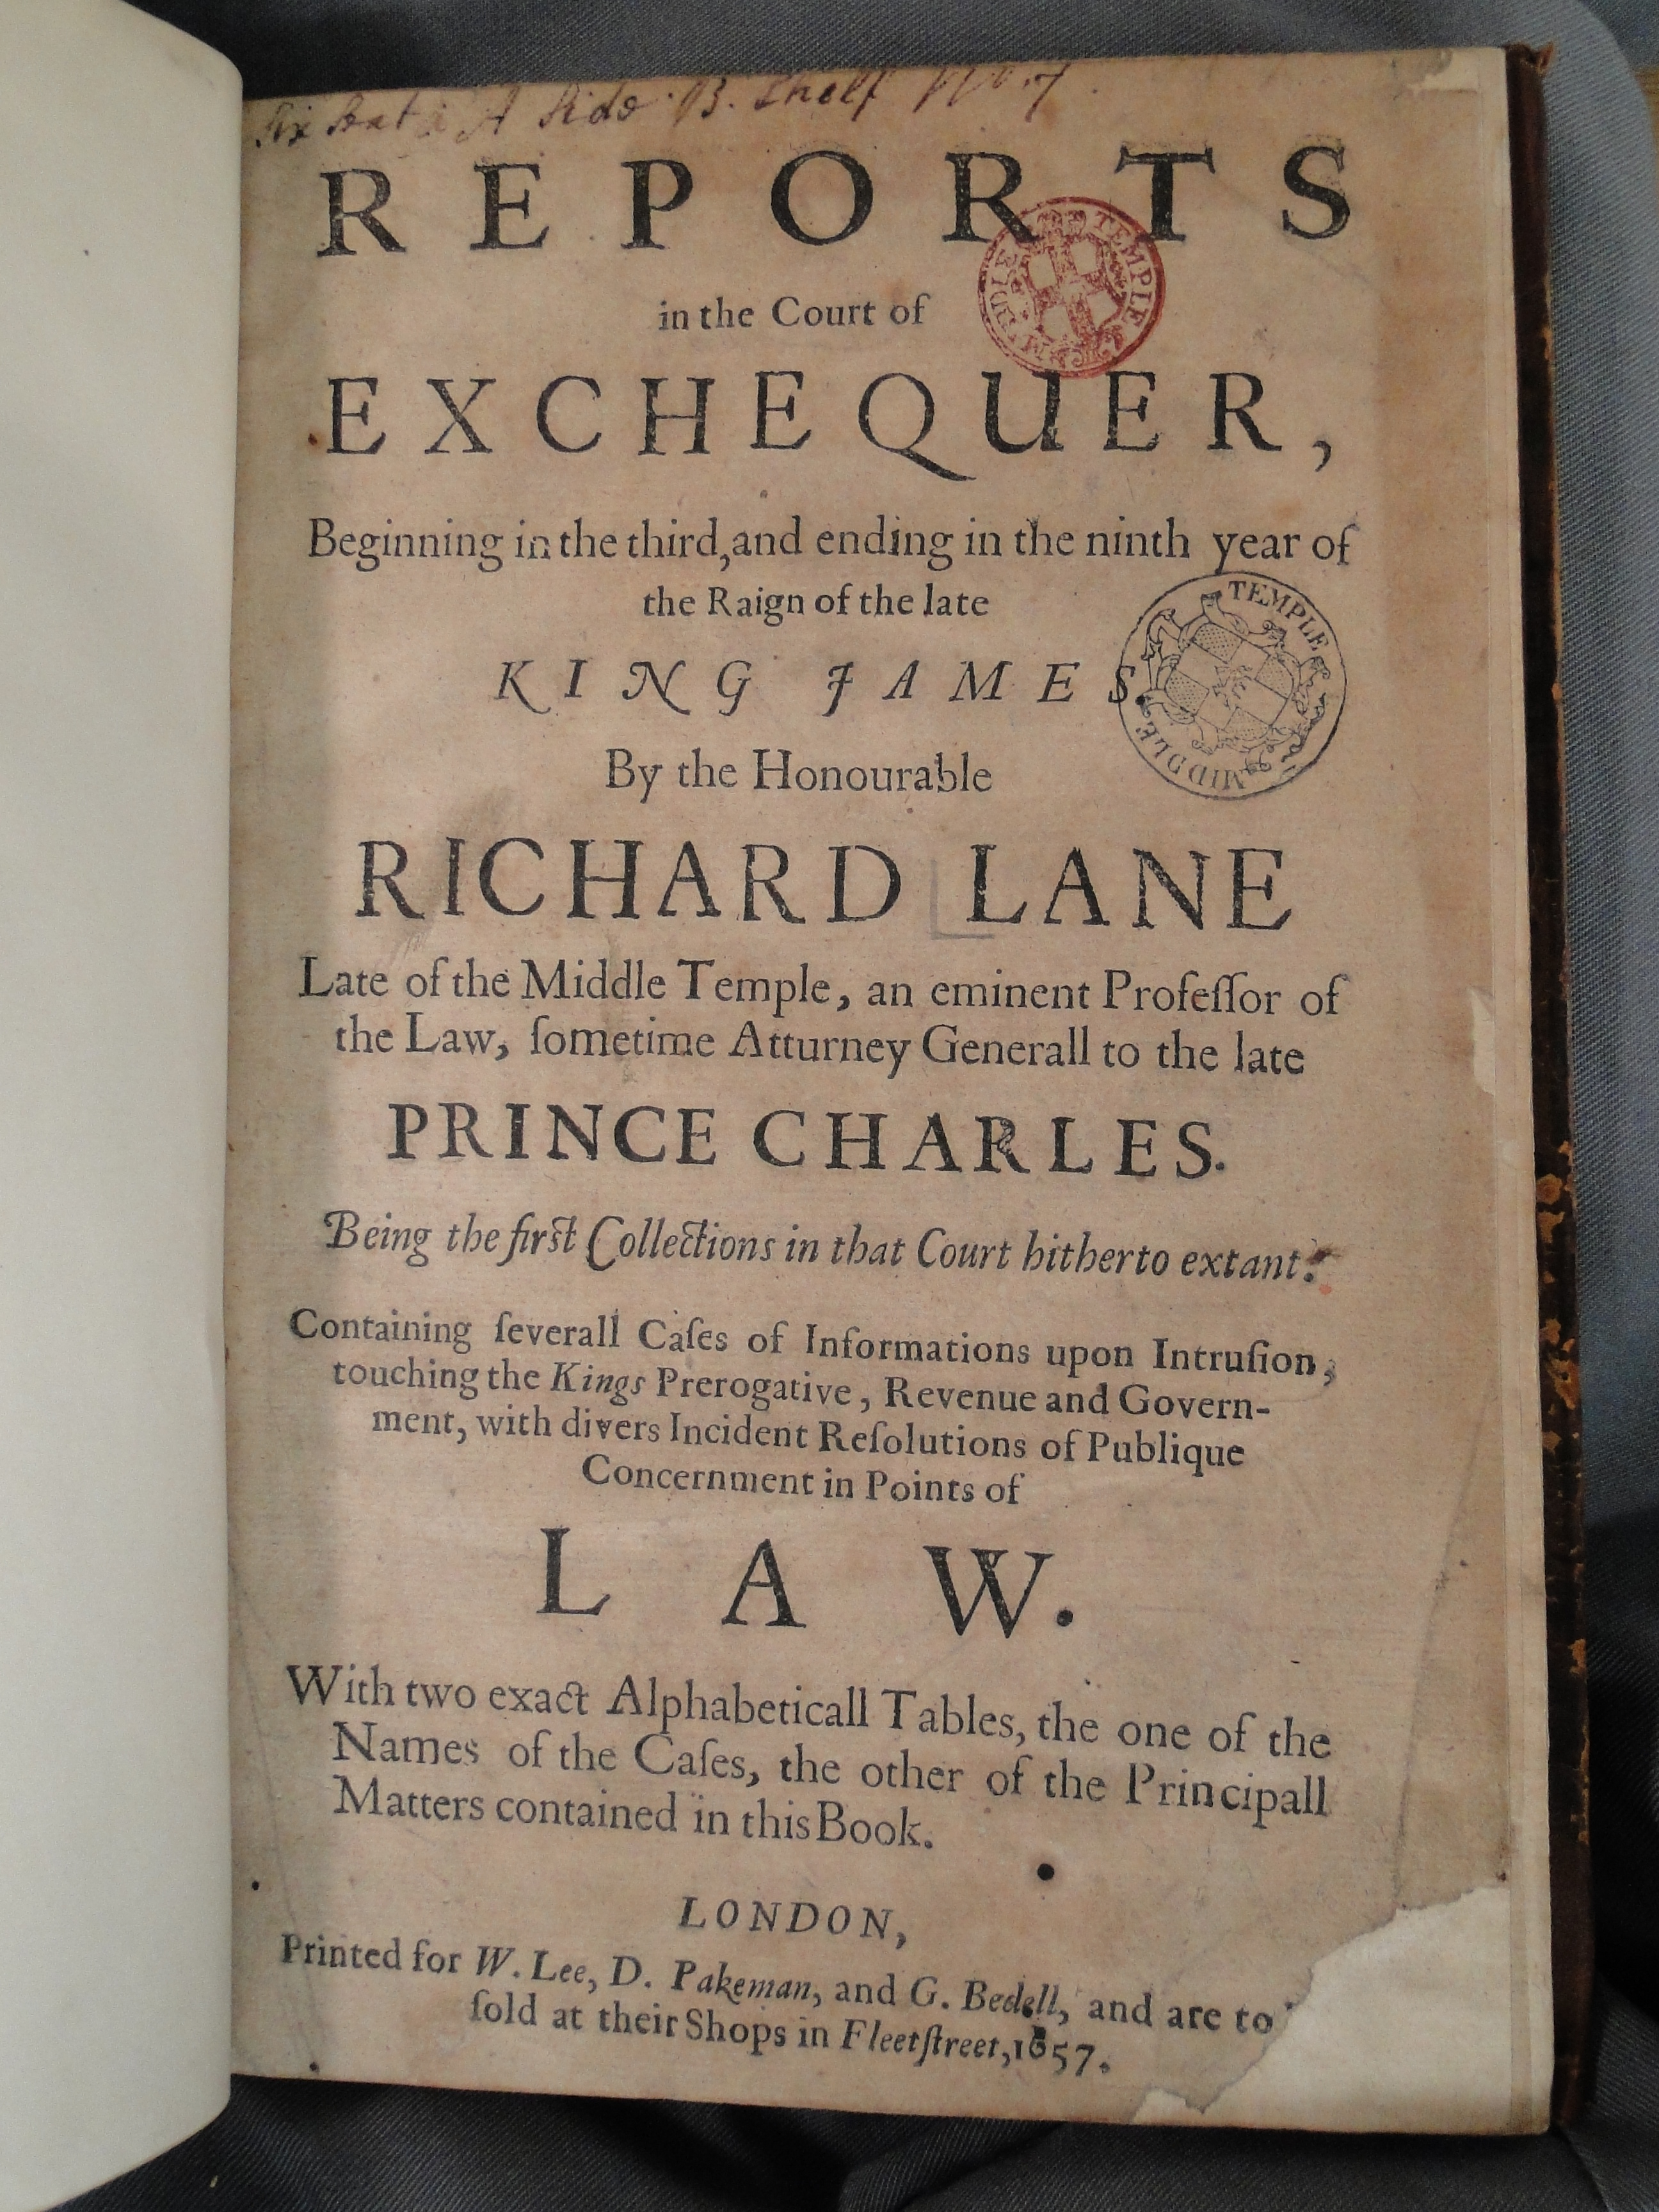 A Side B. Shelf
REPORTS
in the Court of
EXCHEQUER,
Beginning in the third, and ending in the ninth year of
the Raign of the late
KING JAMES.
By the Honourable
RICHARD LANE
Late of the Middle Temple, an eminent Profeſſor of
the Law, ſometime Atturney Generall to the late
PRINCE CHARLES.
Being the first Collections in that Court hitherto extant.
Containing ſeverall Caſes of Informations upon Intruſion,
touching the Kings Prerogative, Revenue and Govern-
ment, with divers Incident Reſolutions of Publique
Concernment in Points of
LAW.
With two exact Alphabeticall Tables, the one of the
Names of the Caſes, the other of the Principall
Matters contained in this Book.
LONDON,
Printed for W. Lee, D. Pakeman, and G. Bedell, and are to
ſold at their Shops in Fleetſtreet, 1657.
MIDDLE TEMPLE
MIDDLE TEMPLE